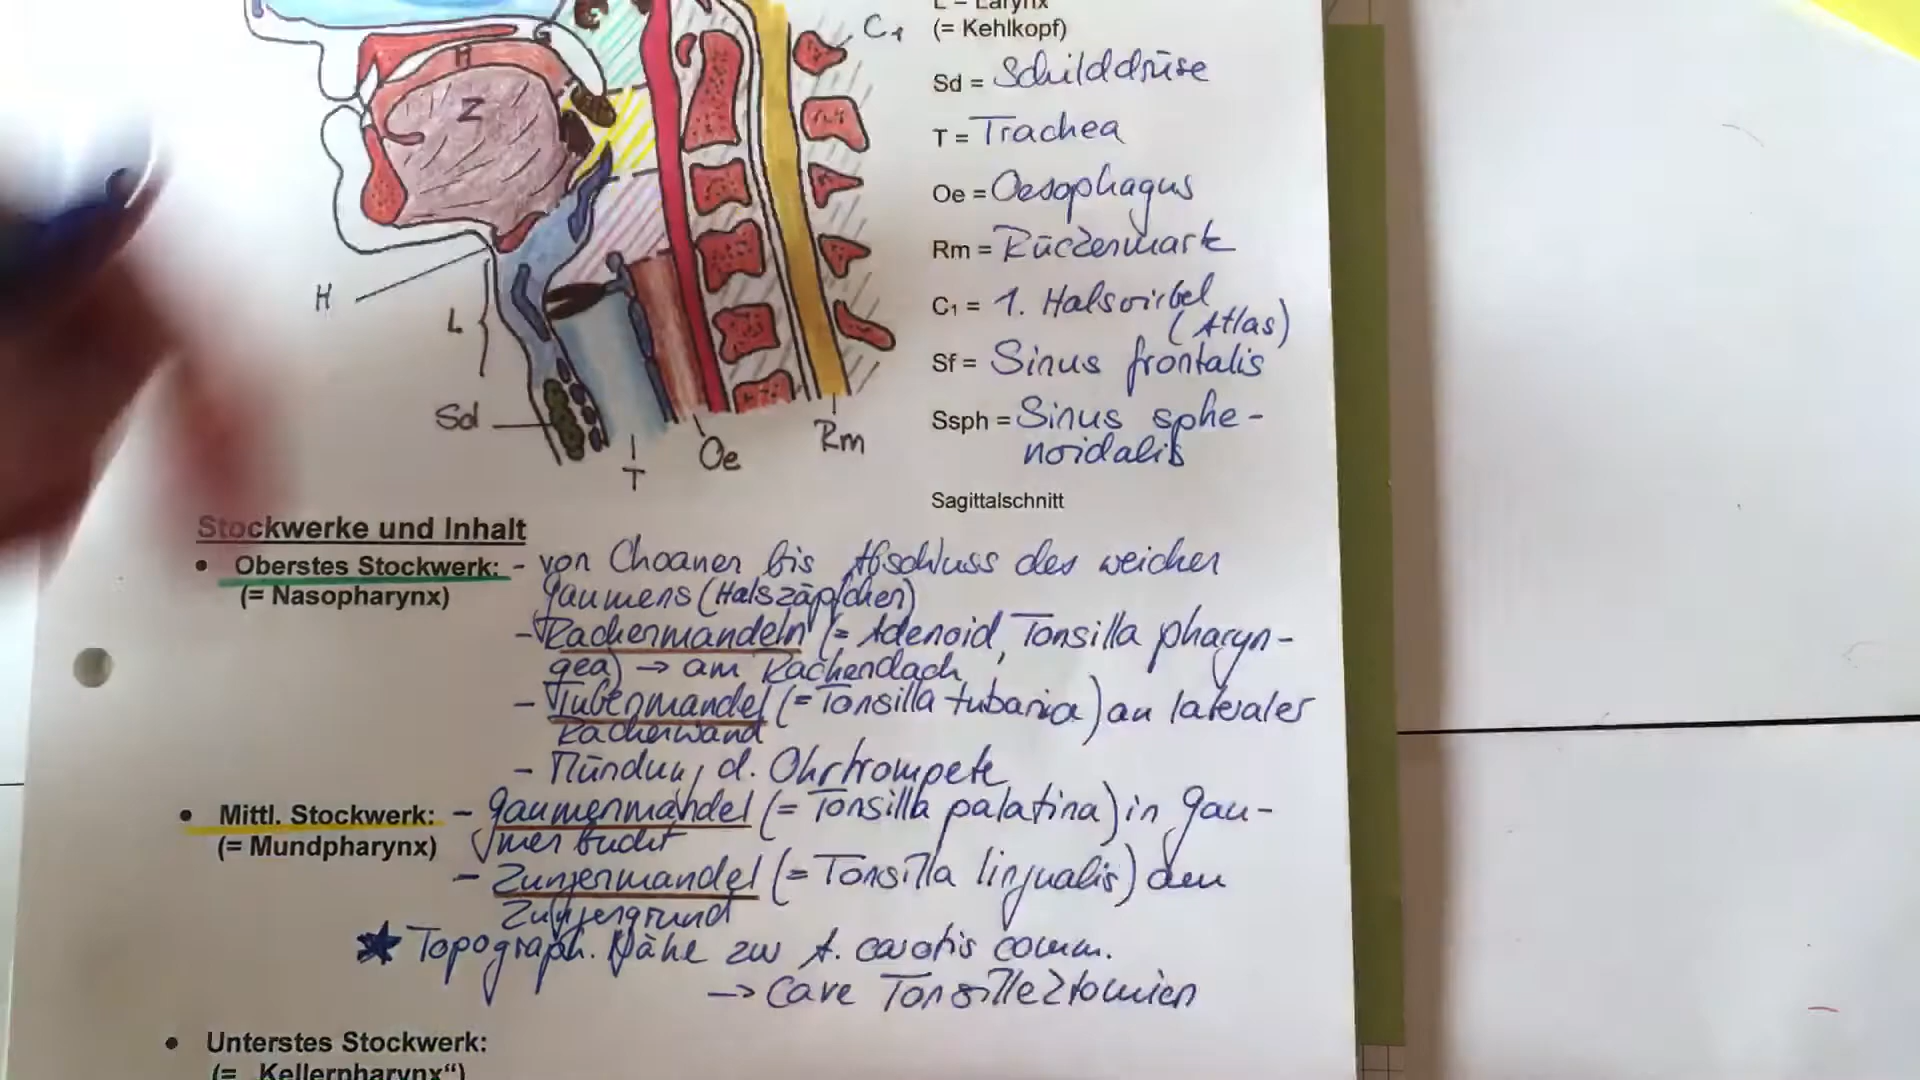 L = Larynx
(= Kehlkopf)
C1
Sd = Schilddrüse
T = Trachea
Oe = Oesophagus
Rm = Rückenmark
C1 = 1. Halswirbel
(Atlas)
Sf = Sinus frontalis
Ssph = Sinus sphe-
noidalis
Sagittalschnitt
H
Z
H
L
Sd
T
Oe
Rm
Stockwerke und Inhalt
• Oberstes Stockwerk: - von Choanen bis Abschluss des weichen
(= Nasopharynx) Gaumens (Halszäpfchen)
- Rachenmandeln (= Adenoid, Tonsilla pharyn-
gea) → am Rachendach
- Tubenmandel (= Tonsilla tubaria) an lateraler
Rachenwand
- Mündung d. Ohrtrompete
• Mittl. Stockwerk: - Gaumenmandel (= Tonsilla palatina) in Gau-
(= Mundpharynx) menbucht
- Zungenmandel (= Tonsilla lingualis) am
Zungengrund
★ Topograph. Nähe zur A. carotis comm.
→ Cave Tonsillektomien
• Unterstes Stockwerk:
(= „Kellerpharynx“)